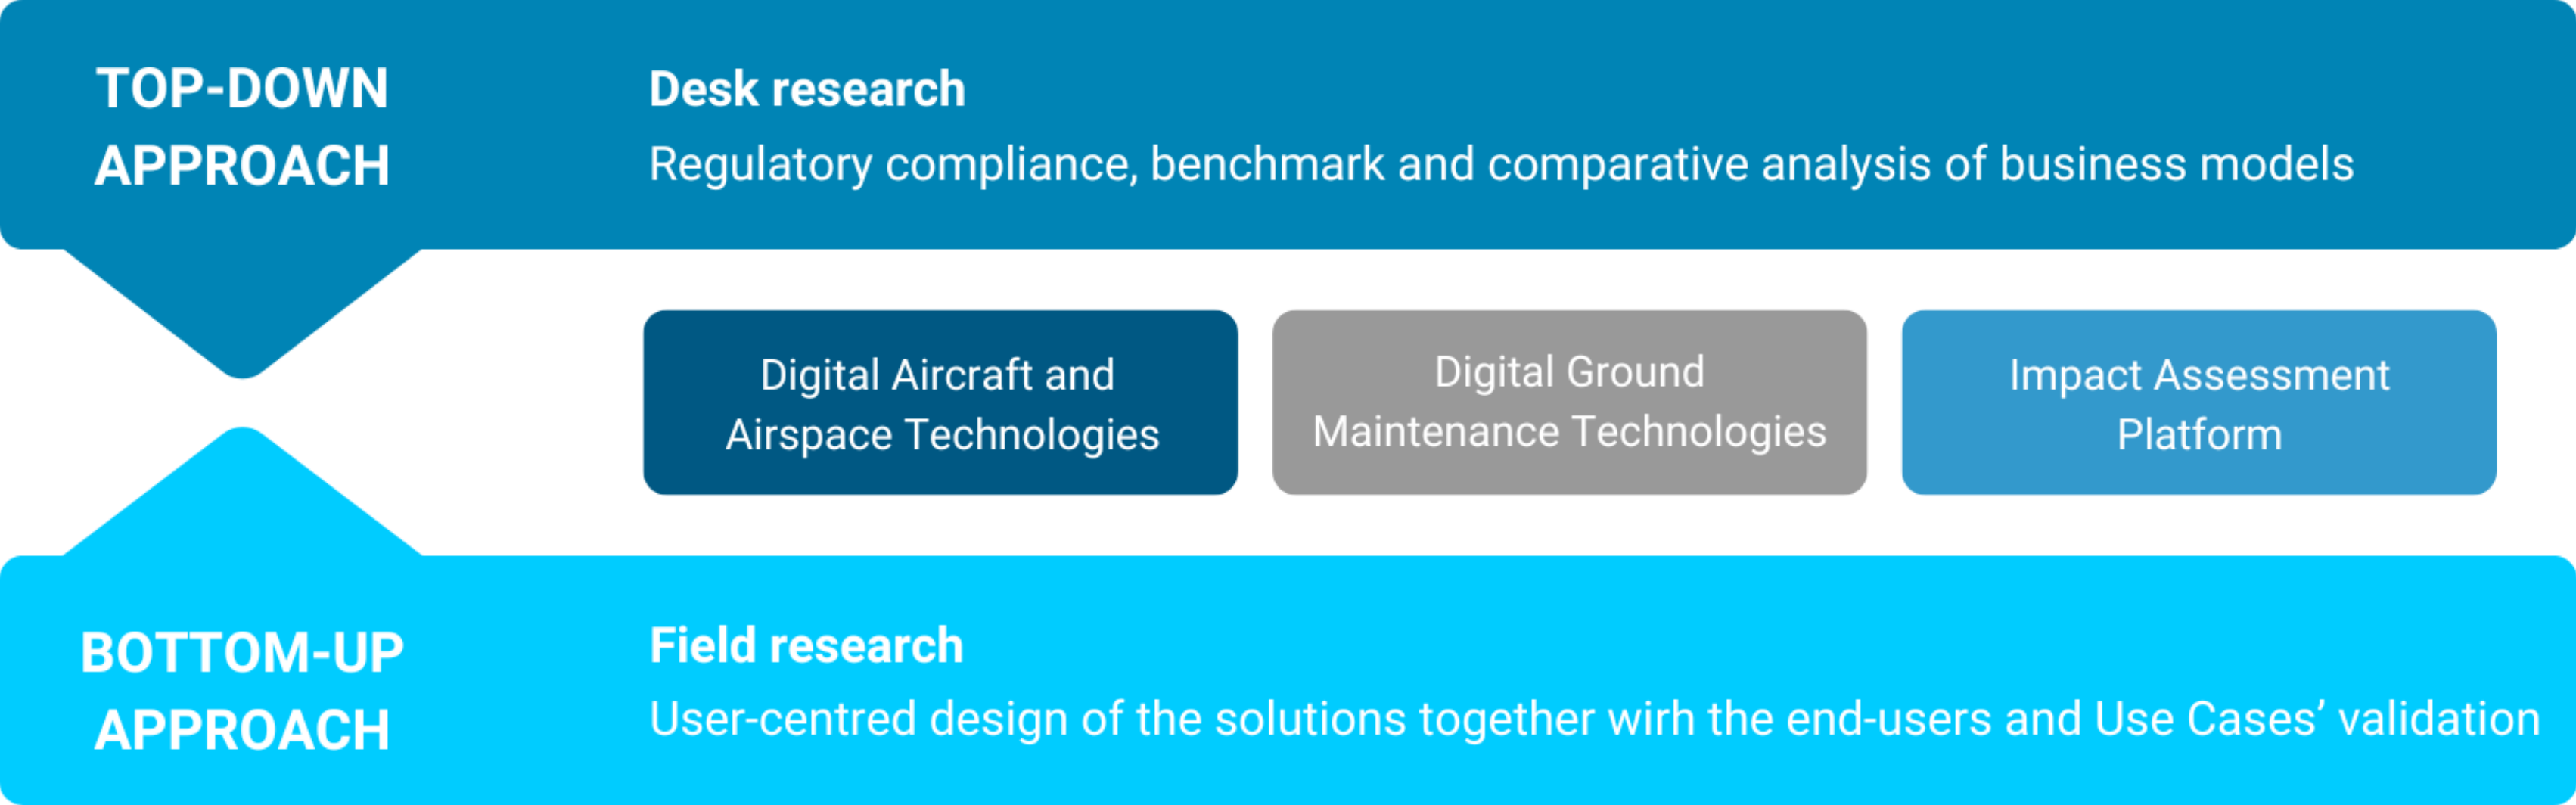 TOP-DOWN
APPROACH
Desk research
Regulatory compliance, benchmark and comparative analysis of business models
Digital Aircraft and
Airspace Technologies
Digital Ground
Maintenance Technologies
Impact Assessment
Platform
BOTTOM-UP
APPROACH
Field research
User-centred design of the solutions together wirh the end-users and Use Cases’ validation